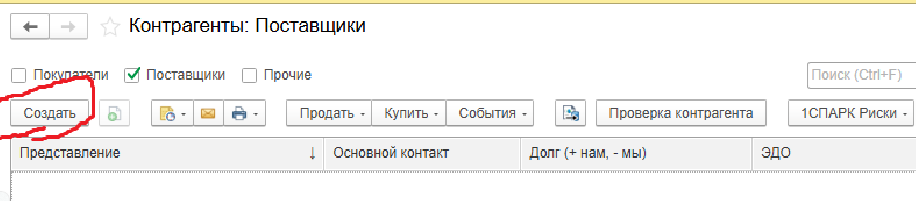 Контрагенты: Поставщики
Покупатели Поставщики Прочие Поиск (Ctrl+F)
Создать Продать Купить События Проверка контрагента 1СПАРК Риски
Представление ↓ Основной контакт Долг (+ нам, - мы) ЭДО